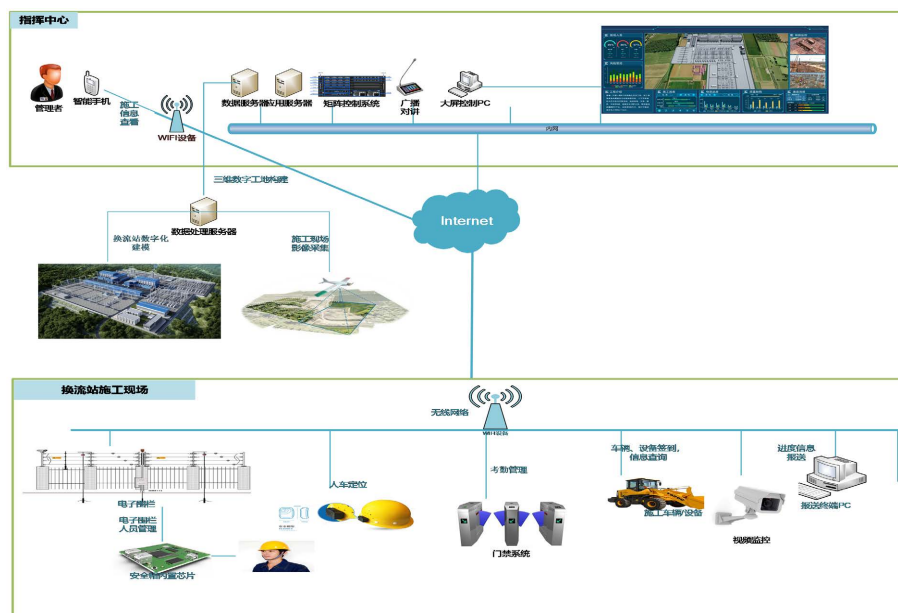 指挥中心
管理者
智能手机
施工
信息
查看
WIFI设备
数据服务器
应用服务器
矩阵控制系统
广播
对讲
大屏控制PC
内网
三维数字工地构建
Internet
数据处理服务器
换流站数字化
建模
施工现场
影像采集
换流站施工现场
无线网络
WIFI设备
电子围栏
电子围栏
人员管理
安全帽内置芯片
人车定位
考勤管理
门禁系统
车辆、设备签到,
信息查询
施工车辆/设备
视频监控
进度信息
报送
报送终端PC